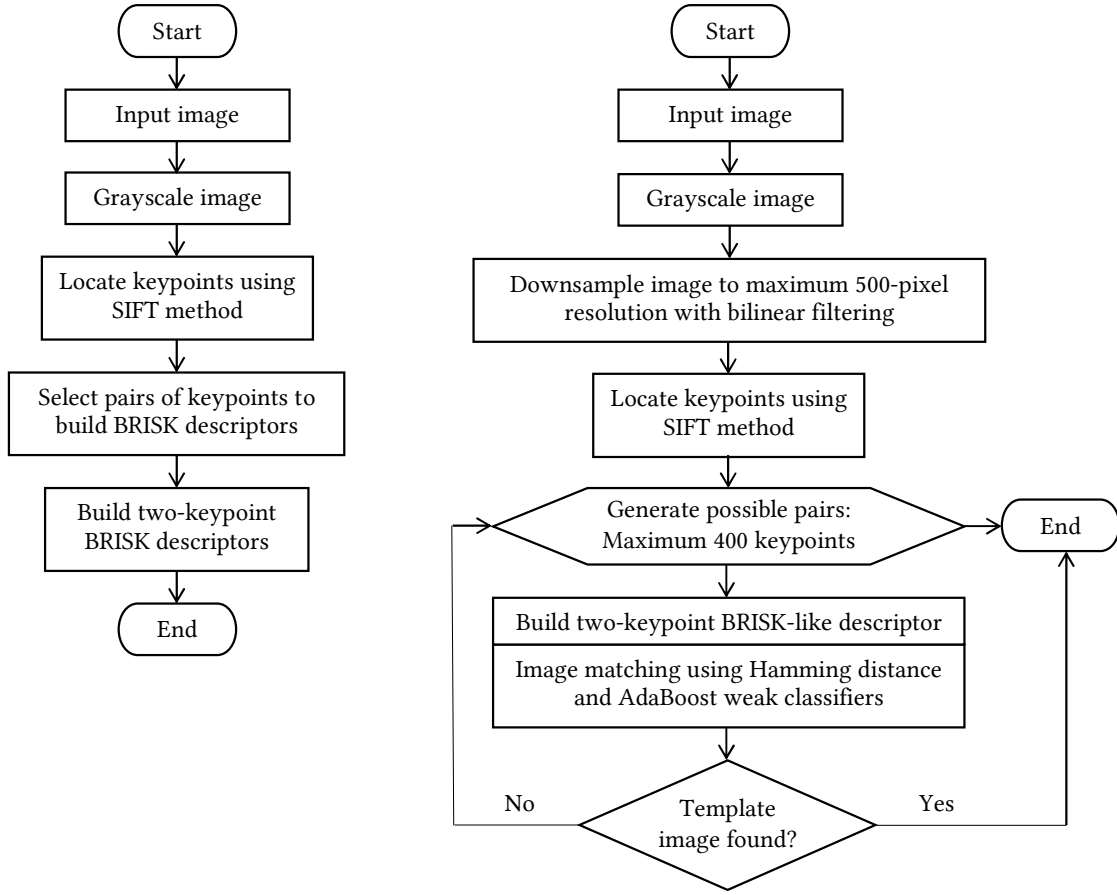 Start
Input image
Grayscale image
Locate keypoints using
SIFT method
Select pairs of keypoints to
build BRISK descriptors
Build two-keypoint
BRISK descriptors
End
Start
Input image
Grayscale image
Downsample image to maximum 500-pixel
resolution with bilinear filtering
Locate keypoints using
SIFT method
Generate possible pairs:
Maximum 400 keypoints
End
Build two-keypoint BRISK-like descriptor
Image matching using Hamming distance
and AdaBoost weak classifiers
No
Template
image found?
Yes